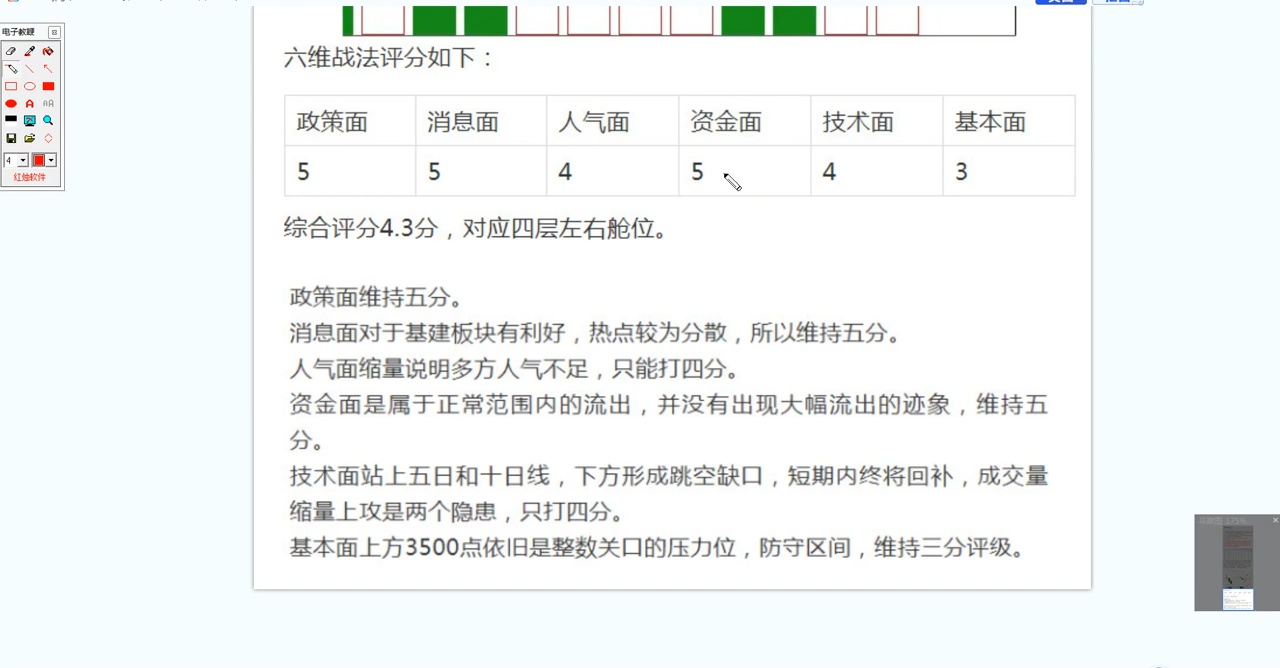 电子教鞭
4
红烛软件
六维战法评分如下：
政策面 消息面 人气面 资金面 技术面 基本面
5 5 4 5 4 3
综合评分4.3分，对应四层左右舱位。
政策面维持五分。
消息面对于基建板块有利好，热点较为分散，所以维持五分。
人气面缩量说明多方人气不足，只能打四分。
资金面是属于正常范围内的流出，并没有出现大幅流出的迹象，维持五
分。
技术面站上五日和十日线，下方形成跳空缺口，短期内终将回补，成交量
缩量上攻是两个隐患，只打四分。
基本面上方3500点依旧是整数关口的压力位，防守区间，维持三分评级。